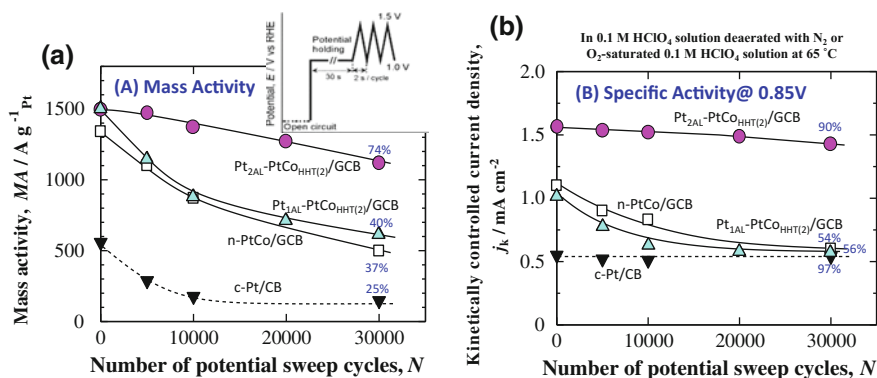 (a)
(A) Mass Activity
Mass activity, MA / A g⁻¹Pt
1500
1000
500
0
0
10000
20000
30000
Number of potential sweep cycles, N
74%
Pt2AL-PtCoHHT(2)/GCB
Pt1AL-PtCoHHT(2)/GCB
40%
n-PtCo/GCB
37%
c-Pt/CB
25%
Potential, E / V vs RHE
1.5 V
Potential
holding
1.0 V
30 s
2 s / cycle
Open circuit
In 0.1 M HClO4 solution deaerated with N2 or
O2-saturated 0.1 M HClO4 solution at 65 °C
(b)
(B) Specific Activity@ 0.85V
Kinetically controlled current density,
jk / mA cm⁻²
2.0
1.5
1.0
0.5
0.0
0
10000
20000
30000
Number of potential sweep cycles, N
Pt2AL-PtCoHHT(2)/GCB
90%
n-PtCo/GCB
Pt1AL-PtCoHHT(2)/GCB
54%
56%
c-Pt/CB
97%